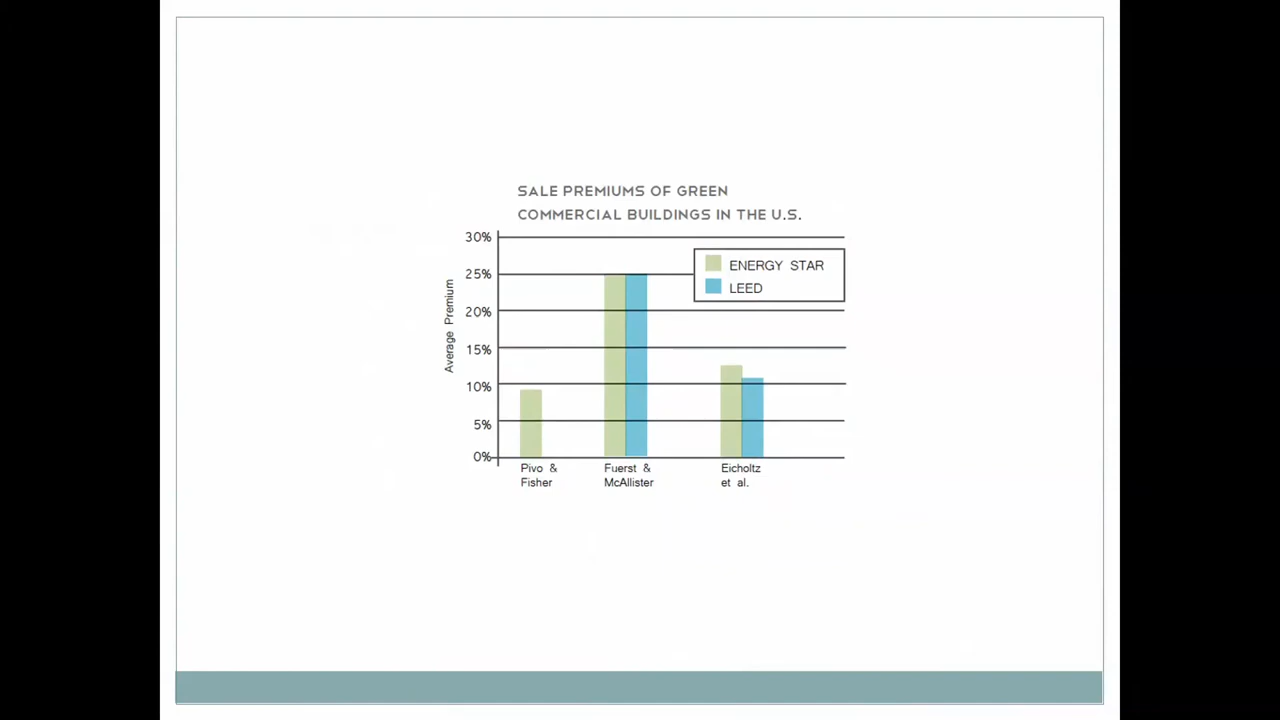 SALE PREMIUMS OF GREEN
COMMERCIAL BUILDINGS IN THE U.S.
30%
25%
20%
15%
10%
5%
0%
Average Premium
ENERGY STAR
LEED
Pivo &
Fisher
Fuerst &
McAllister
Eicholtz
et al.